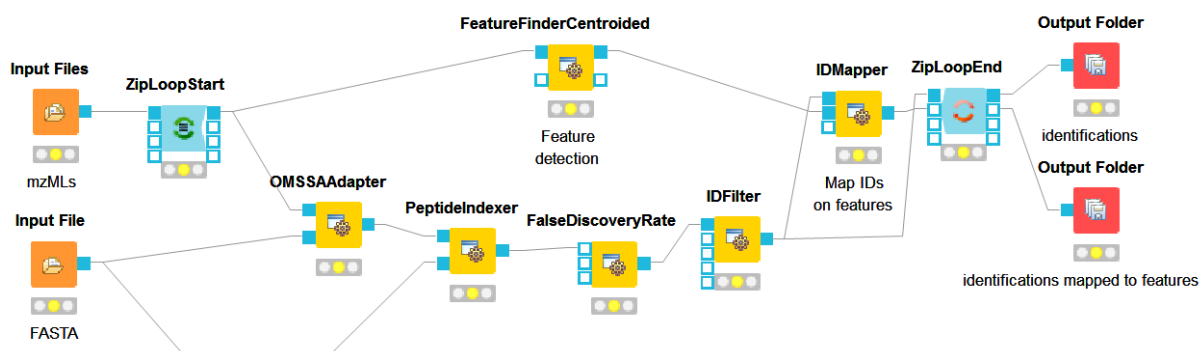 FeatureFinderCentroided
Output Folder
Input Files
ZipLoopStart
IDMapper
ZipLoopEnd
identifications
Feature
detection
mzMLs
OMSSAAdapter
Map IDs
on features
Output Folder
Input File
PeptideIndexer
FalseDiscoveryRate
IDFilter
identifications mapped to features
FASTA